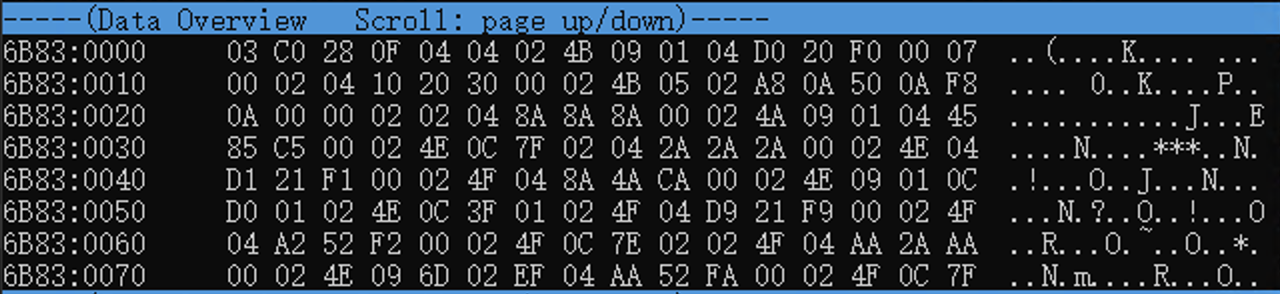 -----(Data Overview   Scroll: page up/down)-----
6B83:0000     03 C0 28 0F 04 04 02 4B 09 01 04 D0 20 F0 00 07  ..(....K.... ...
6B83:0010     00 02 04 10 20 30 00 02 4B 05 02 A8 0A 50 0A F8  .... 0..K....P..
6B83:0020     0A 00 00 02 02 04 8A 8A 8A 00 02 4A 09 01 04 45  ...........J...E
6B83:0030     85 C5 00 02 4E 0C 7F 02 04 2A 2A 2A 00 02 4E 04  ....N....***..N.
6B83:0040     D1 21 F1 00 02 4F 04 8A 4A CA 00 02 4E 09 01 0C  .!...O..J...N...
6B83:0050     D0 01 02 4E 0C 3F 01 02 4F 04 D9 21 F9 00 02 4F  ...N.?..O..!...O
6B83:0060     04 A2 52 F2 00 02 4F 0C 7E 02 02 4F 04 AA 2A AA  ..R...O.~..O..*.
6B83:0070     00 02 4E 09 6D 02 EF 04 AA 52 FA 00 02 4F 0C 7F  ..N.m....R...O..